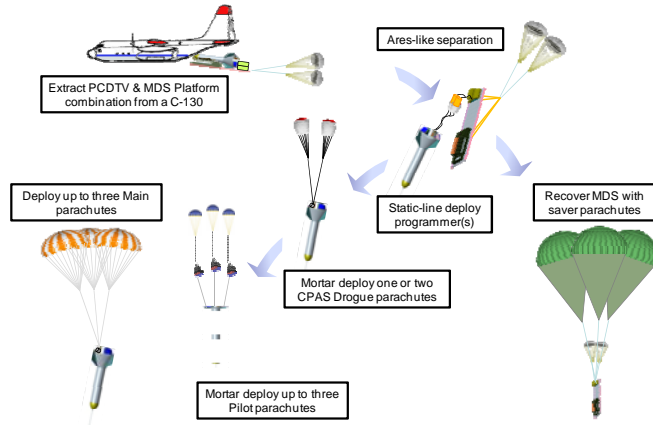 Ares-like separation
Extract PCDTV & MDS Platform
combination from a C-130
Deploy up to three Main
parachutes
Static-line deploy
programmer(s)
Recover MDS with
saver parachutes
Mortar deploy one or two
CPAS Drogue parachutes
Mortar deploy up to three
Pilot parachutes